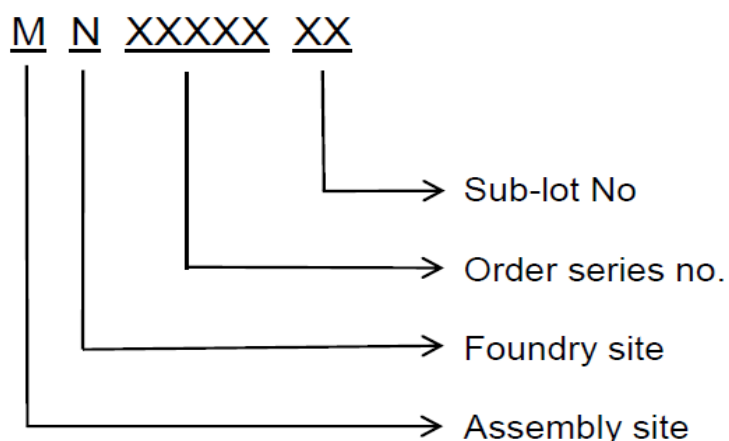 M N XXXXX XX
Sub-lot No
Order series no.
Foundry site
Assembly site